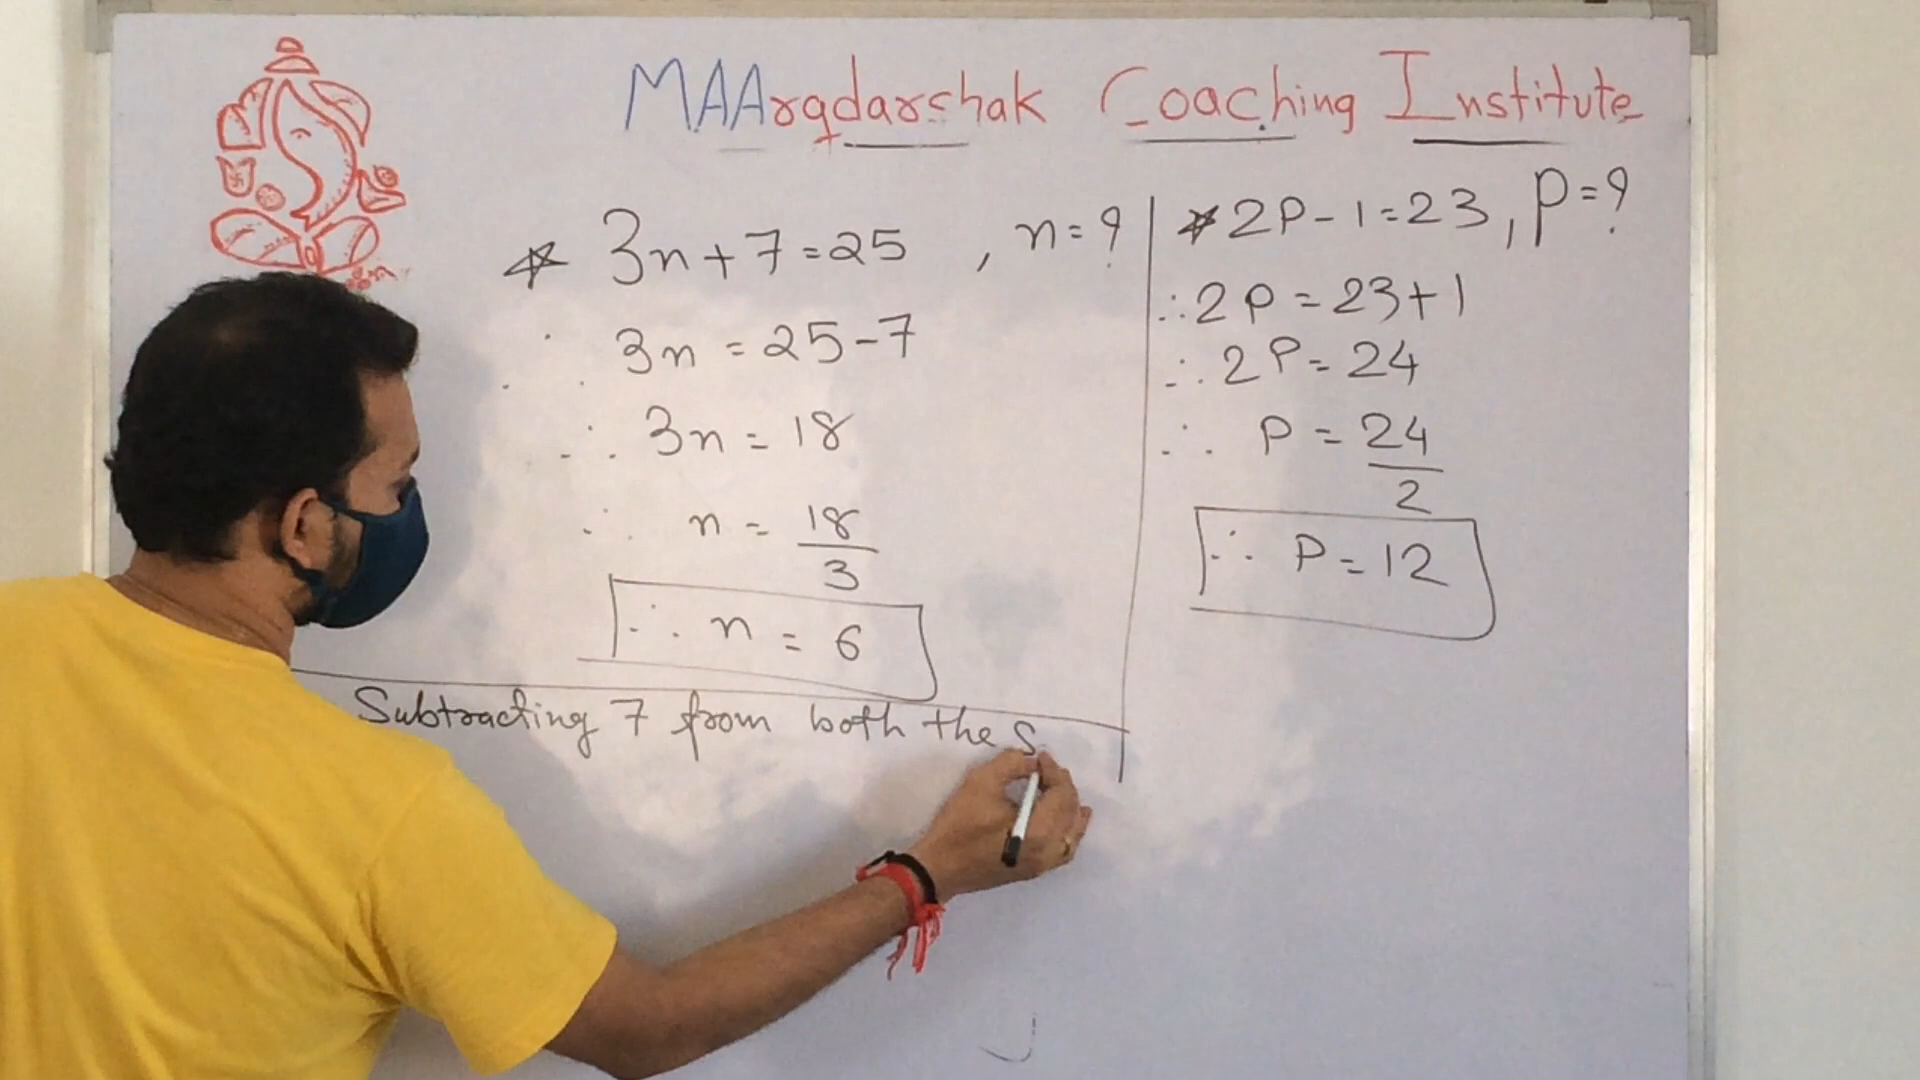 MAArgdarshak Coaching Institute
* 3n + 7 = 25 , n = ?
∴ 3n = 25 - 7
∴ 3n = 18
∴ n = 18/3
∴ n = 6
Subtracting 7 from both the s
* 2P - 1 = 23, P = ?
∴ 2P = 23 + 1
∴ 2P = 24
∴ P = 24/2
∴ P = 12